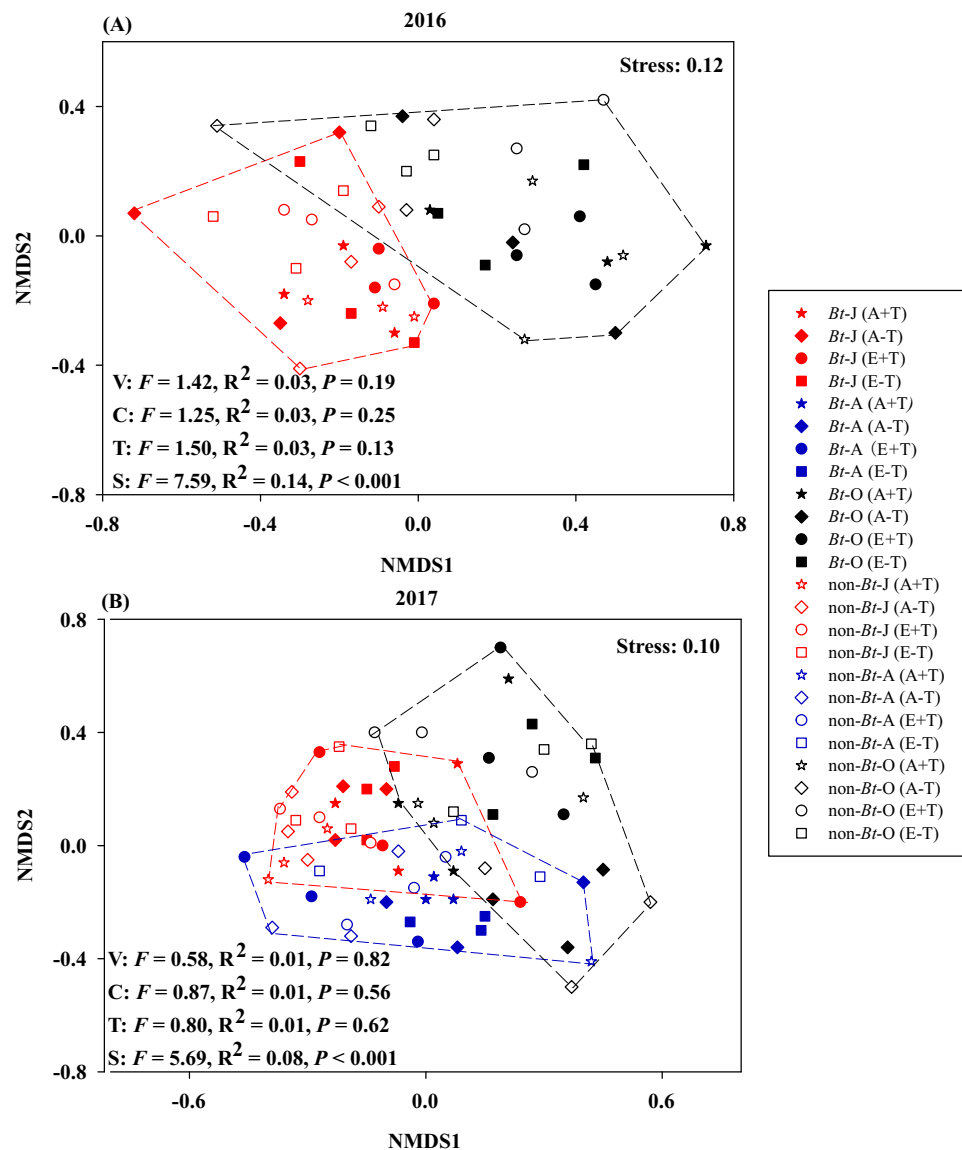 (A)
2016
Stress: 0.12
0.4
0.0
-0.4
-0.8
NMDS2
V: F = 1.42, R² = 0.03, P = 0.19
C: F = 1.25, R² = 0.03, P = 0.25
T: F = 1.50, R² = 0.03, P = 0.13
S: F = 7.59, R² = 0.14, P < 0.001
-0.8
-0.4
0.0
0.4
0.8
NMDS1
(B)
2017
Stress: 0.10
0.8
0.4
0.0
-0.4
-0.8
NMDS2
V: F = 0.58, R² = 0.01, P = 0.82
C: F = 0.87, R² = 0.01, P = 0.56
T: F = 0.80, R² = 0.01, P = 0.62
S: F = 5.69, R² = 0.08, P < 0.001
-0.6
0.0
0.6
NMDS1
Bt-J (A+T)
Bt-J (A-T)
Bt-J (E+T)
Bt-J (E-T)
Bt-A (A+T)
Bt-A (A-T)
Bt-A（E+T)
Bt-A (E-T)
Bt-O (A+T)
Bt-O (A-T)
Bt-O (E+T)
Bt-O (E-T)
non-Bt-J (A+T)
non-Bt-J (A-T)
non-Bt-J (E+T)
non-Bt-J (E-T)
non-Bt-A (A+T)
non-Bt-A (A-T)
non-Bt-A (E+T)
non-Bt-A (E-T)
non-Bt-O (A+T)
non-Bt-O (A-T)
non-Bt-O (E+T)
non-Bt-O (E-T)